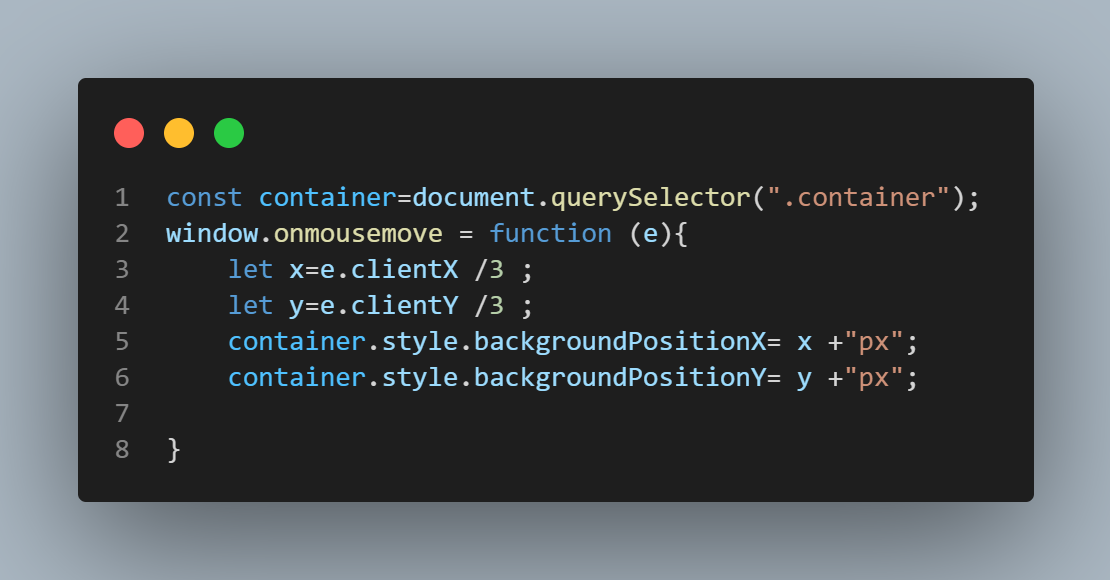 1 const container=document.querySelector(".container");
2 window.onmousemove = function (e){
3     let x=e.clientX /3 ;
4     let y=e.clientY /3 ;
5     container.style.backgroundPositionX= x +"px";
6     container.style.backgroundPositionY= y +"px";
7
8 }